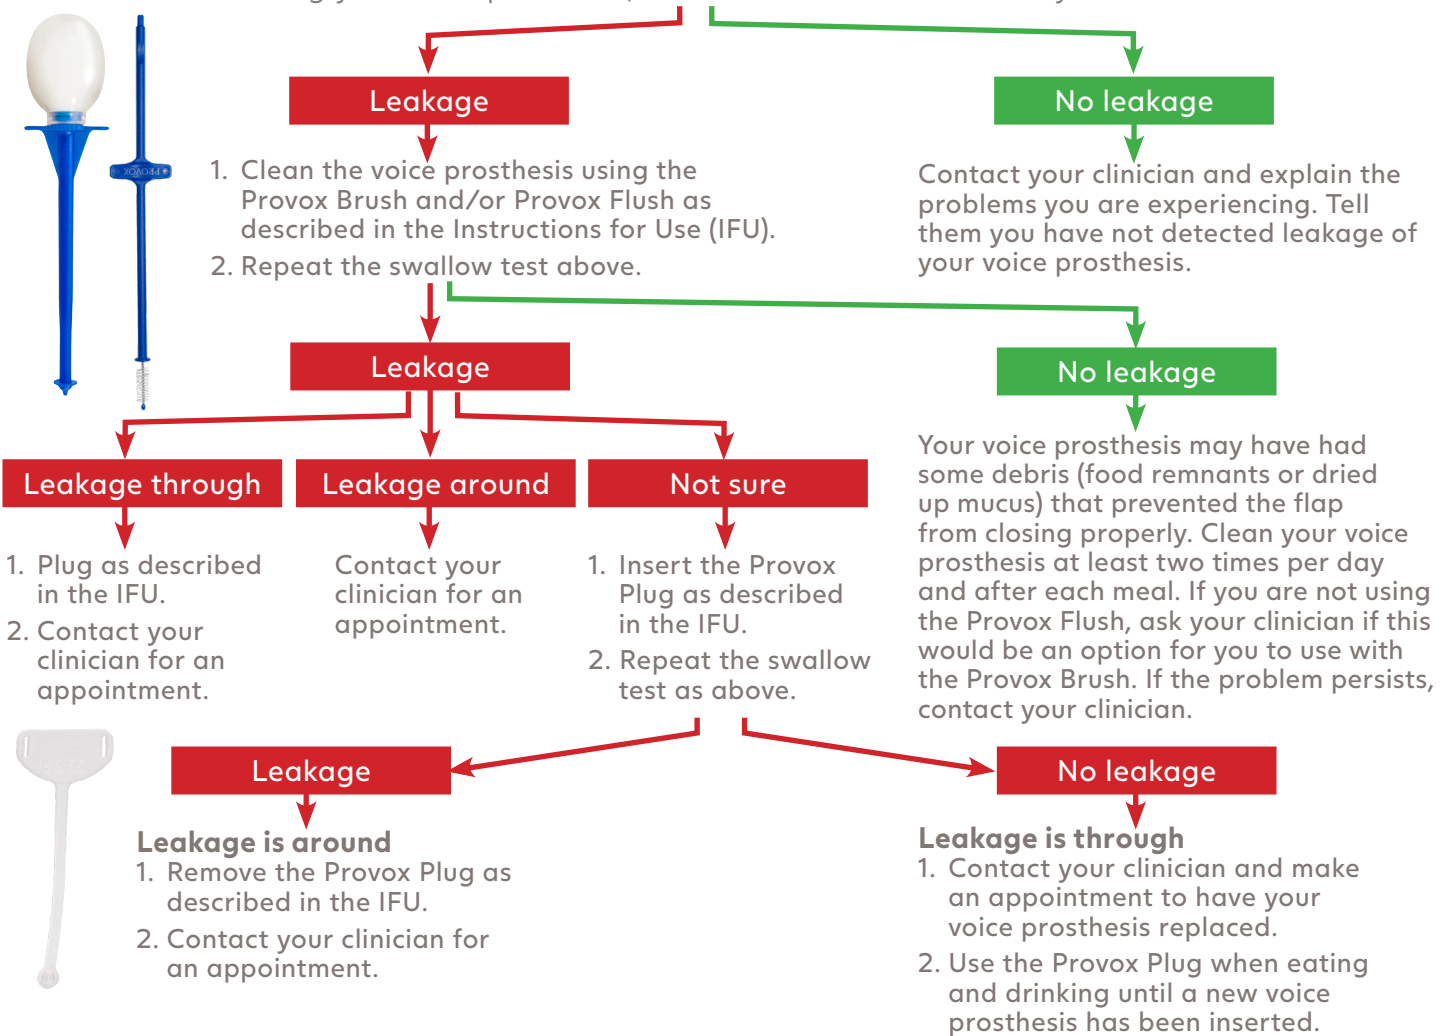 Leakage
No leakage
1. Clean the voice prosthesis using the
Provox Brush and/or Provox Flush as
described in the Instructions for Use (IFU).
2. Repeat the swallow test above.
Contact your clinician and explain the
problems you are experiencing. Tell
them you have not detected leakage of
your voice prosthesis.
PROVOX
Leakage
No leakage
Leakage through
Leakage around
Not sure
1. Plug as described
in the IFU.
2. Contact your
clinician for an
appointment.
Contact your
clinician for an
appointment.
1. Insert the Provox
Plug as described
in the IFU.
2. Repeat the swallow
test as above.
Your voice prosthesis may have had
some debris (food remnants or dried
up mucus) that prevented the flap
from closing properly. Clean your voice
prosthesis at least two times per day
and after each meal. If you are not using
the Provox Flush, ask your clinician if this
would be an option for you to use with
the Provox Brush. If the problem persists,
contact your clinician.
Leakage
No leakage
Leakage is around
1. Remove the Provox Plug as
described in the IFU.
2. Contact your clinician for
an appointment.
Leakage is through
1. Contact your clinician and make
an appointment to have your
voice prosthesis replaced.
2. Use the Provox Plug when eating
and drinking until a new voice
prosthesis has been inserted.